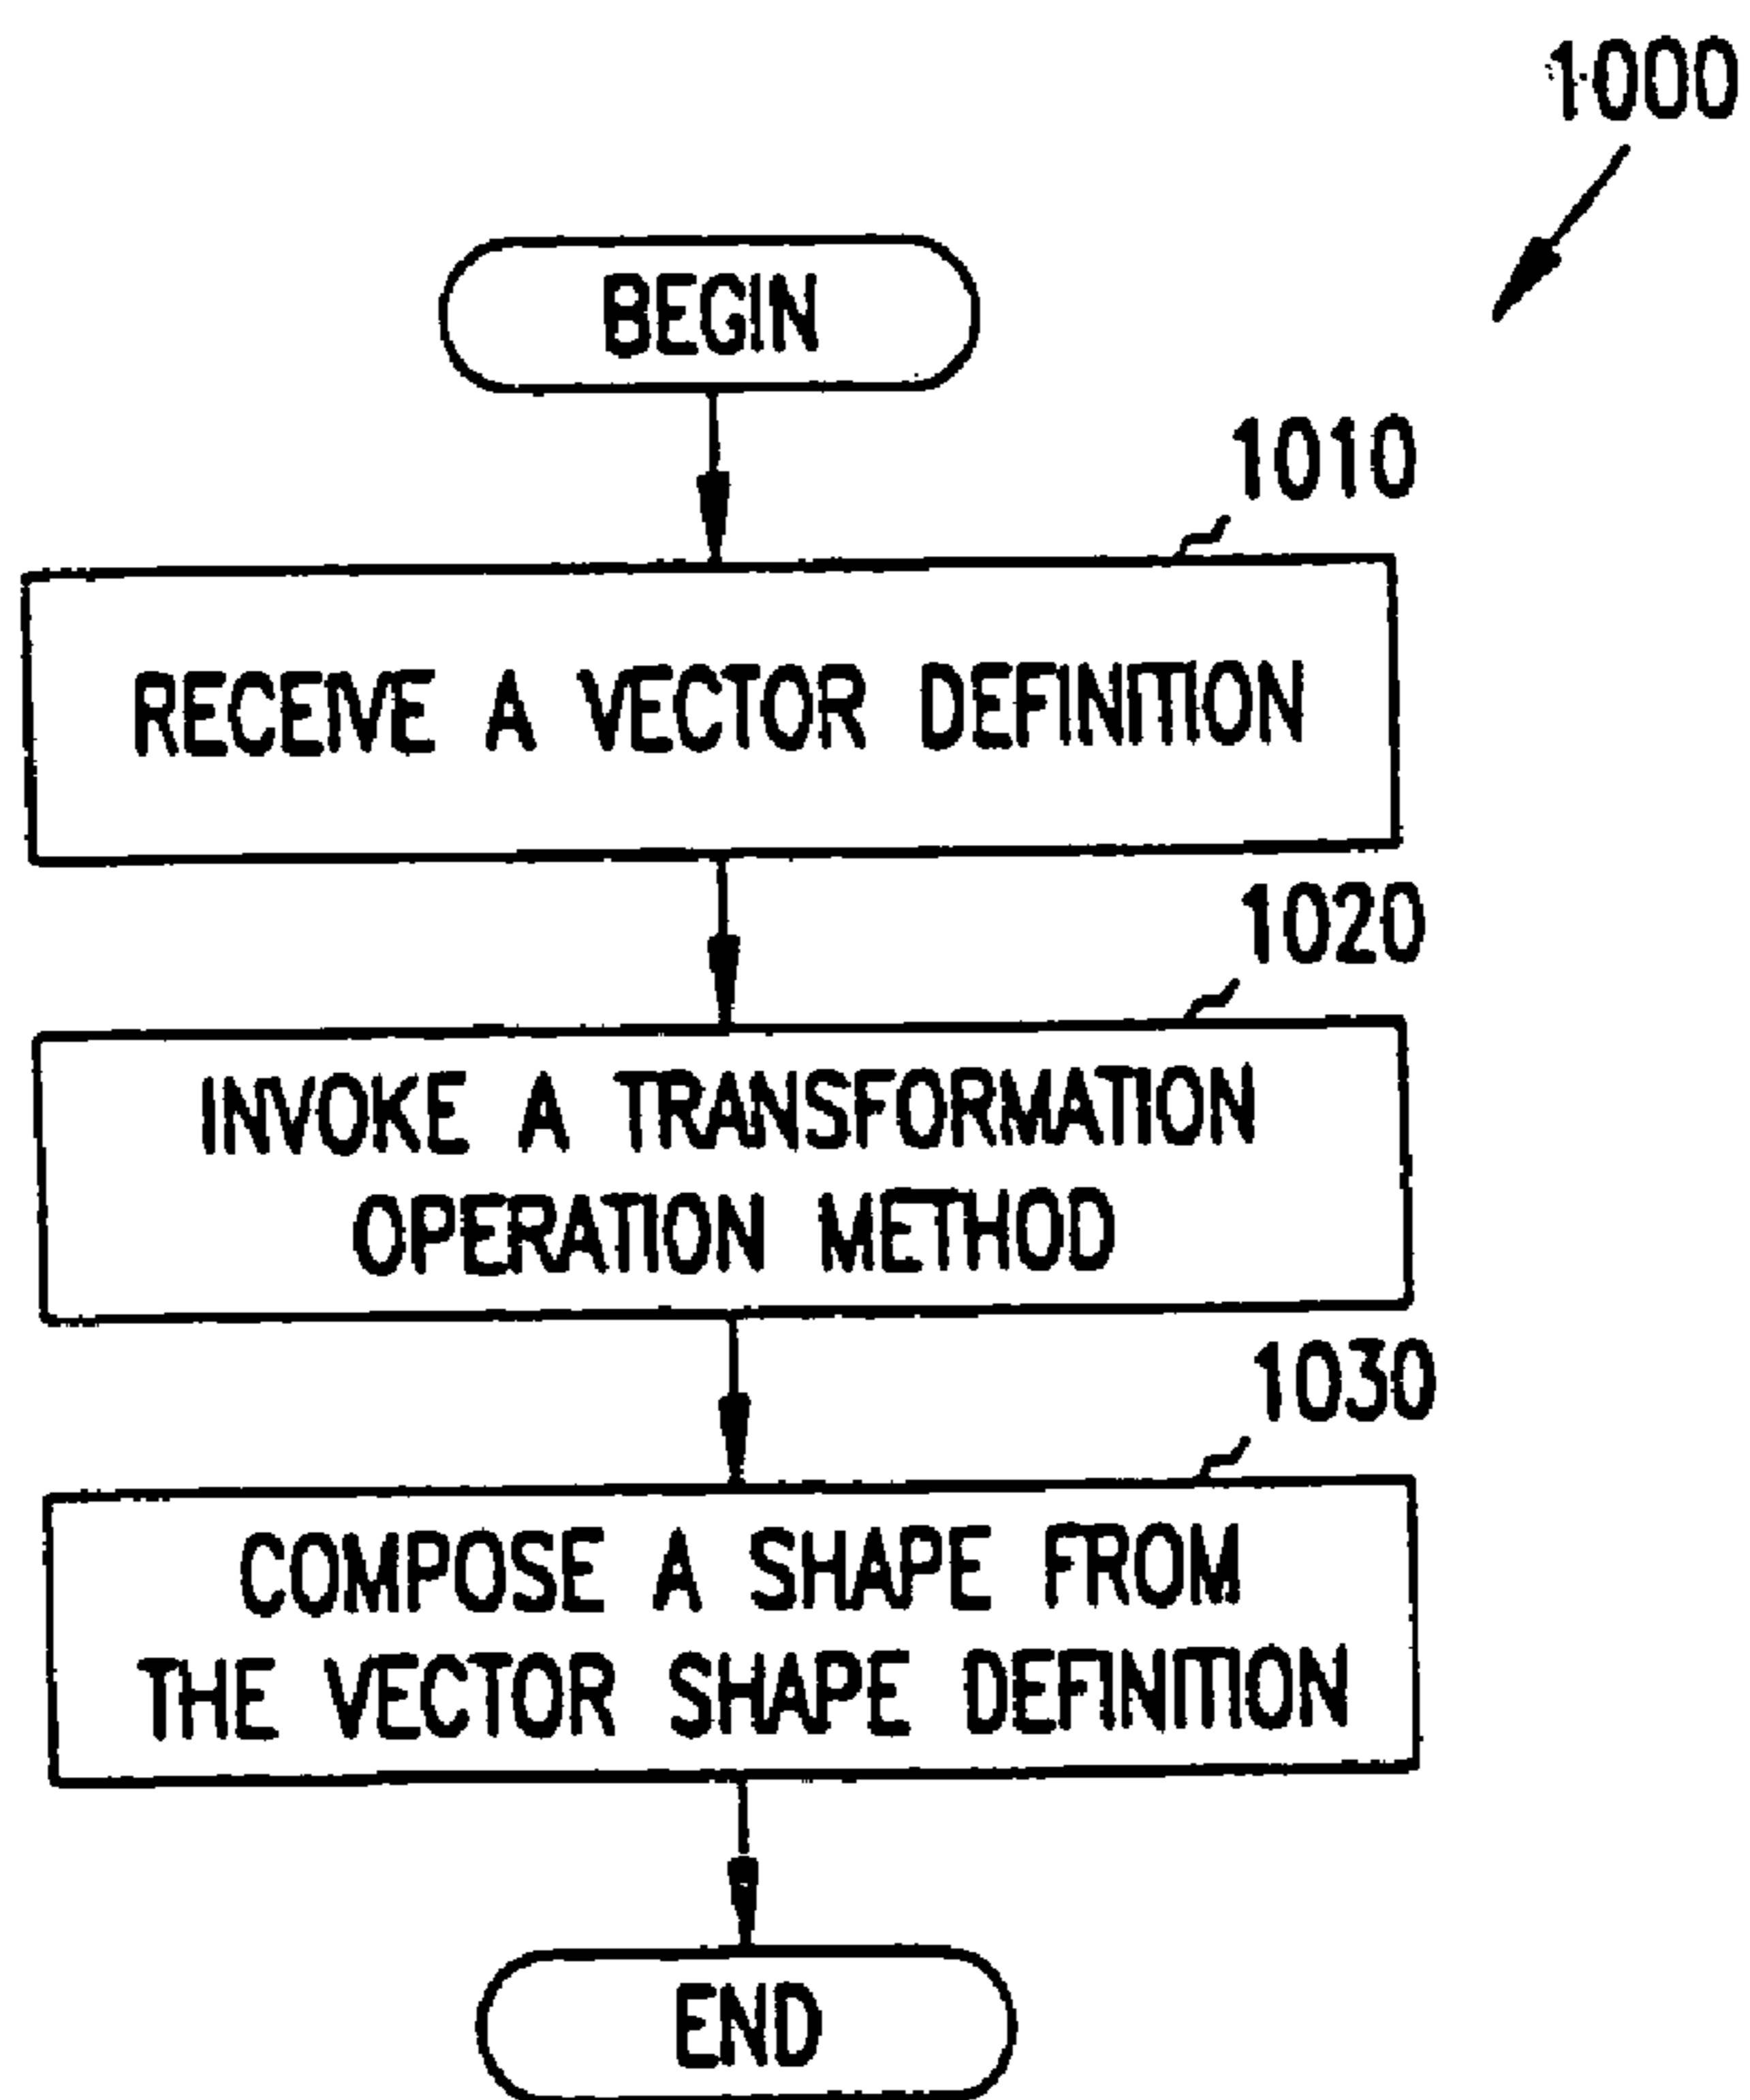 1000
BEGIN
1010
RECEIVE A VECTOR DEFINITION
1020
INVOKE A TRANSFORMATION
OPERATION METHOD
1030
COMPOSE A SHAPE FROM
THE VECTOR SHAPE DEFINITION
END